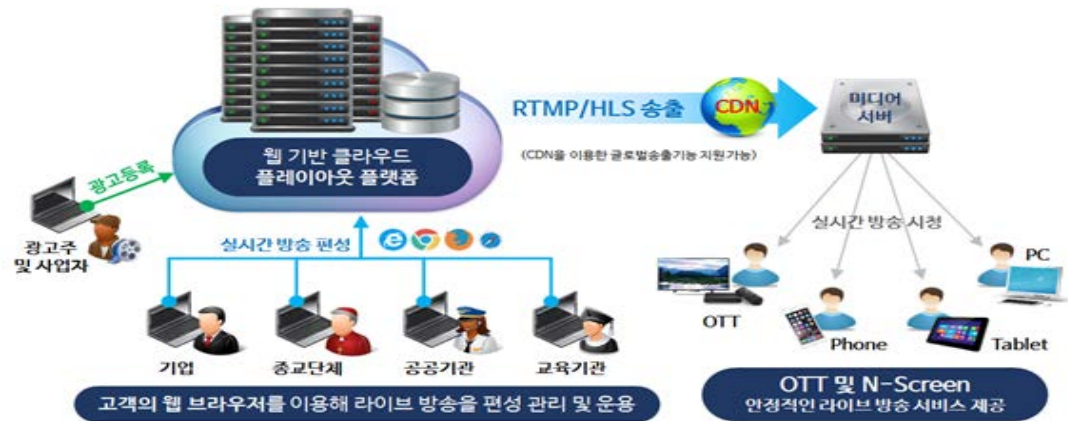 웹 기반 클라우드
플레이아웃 플랫폼
RTMP/HLS 송출
CDN
(CDN을 이용한 글로벌송출기능 지원가능)
미디어
서버
광고등록
광고주
및 사업자
실시간 방송 편성
기업
종교단체
공공기관
교육기관
고객의 웹 브라우저를 이용해 라이브 방송을 편성 관리 및 운용
실시간 방송 시청
OTT
Phone
Tablet
PC
OTT 및 N-Screen
안정적인 라이브 방송 서비스 제공